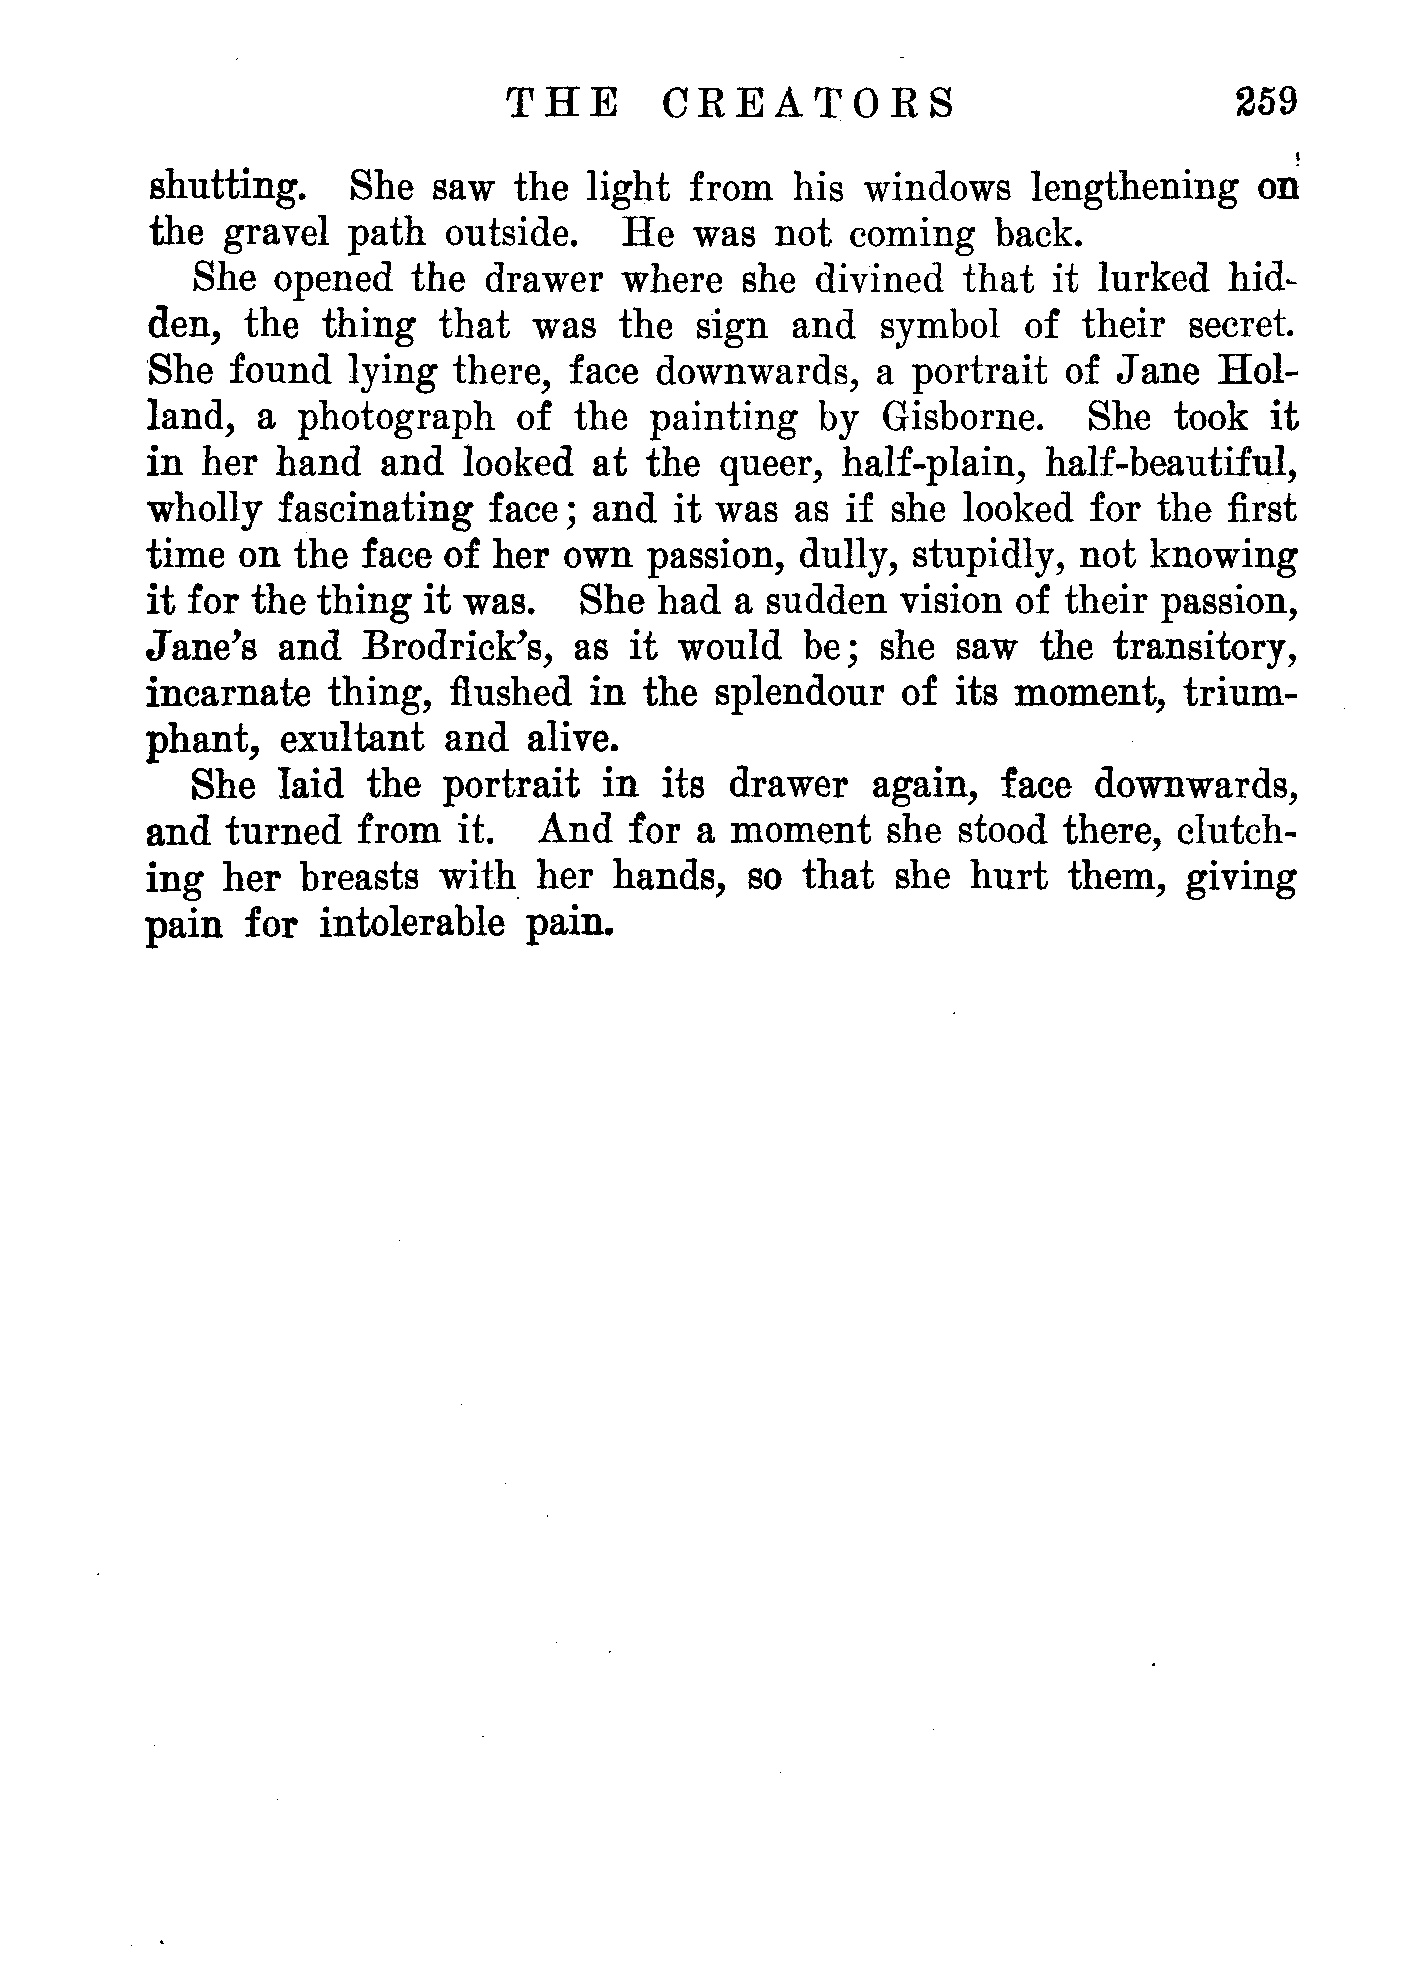 THE CREATORS 259
shutting. She saw the light from his windows lengthening on
the gravel path outside. He was not coming back.
She opened the drawer where she divined that it lurked hid-
den, the thing that was the sign and symbol of their secret.
She found lying there, face downwards, a portrait of Jane Hol-
land, a photograph of the painting by Gisborne. She took it
in her hand and looked at the queer, half-plain, half-beautiful,
wholly fascinating face; and it was as if she looked for the first
time on the face of her own passion, dully, stupidly, not knowing
it for the thing it was. She had a sudden vision of their passion,
Jane's and Brodrick's, as it would be; she saw the transitory,
incarnate thing, flushed in the splendour of its moment, trium-
phant, exultant and alive.
She laid the portrait in its drawer again, face downwards,
and turned from it. And for a moment she stood there, clutch-
ing her breasts with her hands, so that she hurt them, giving
pain for intolerable pain.